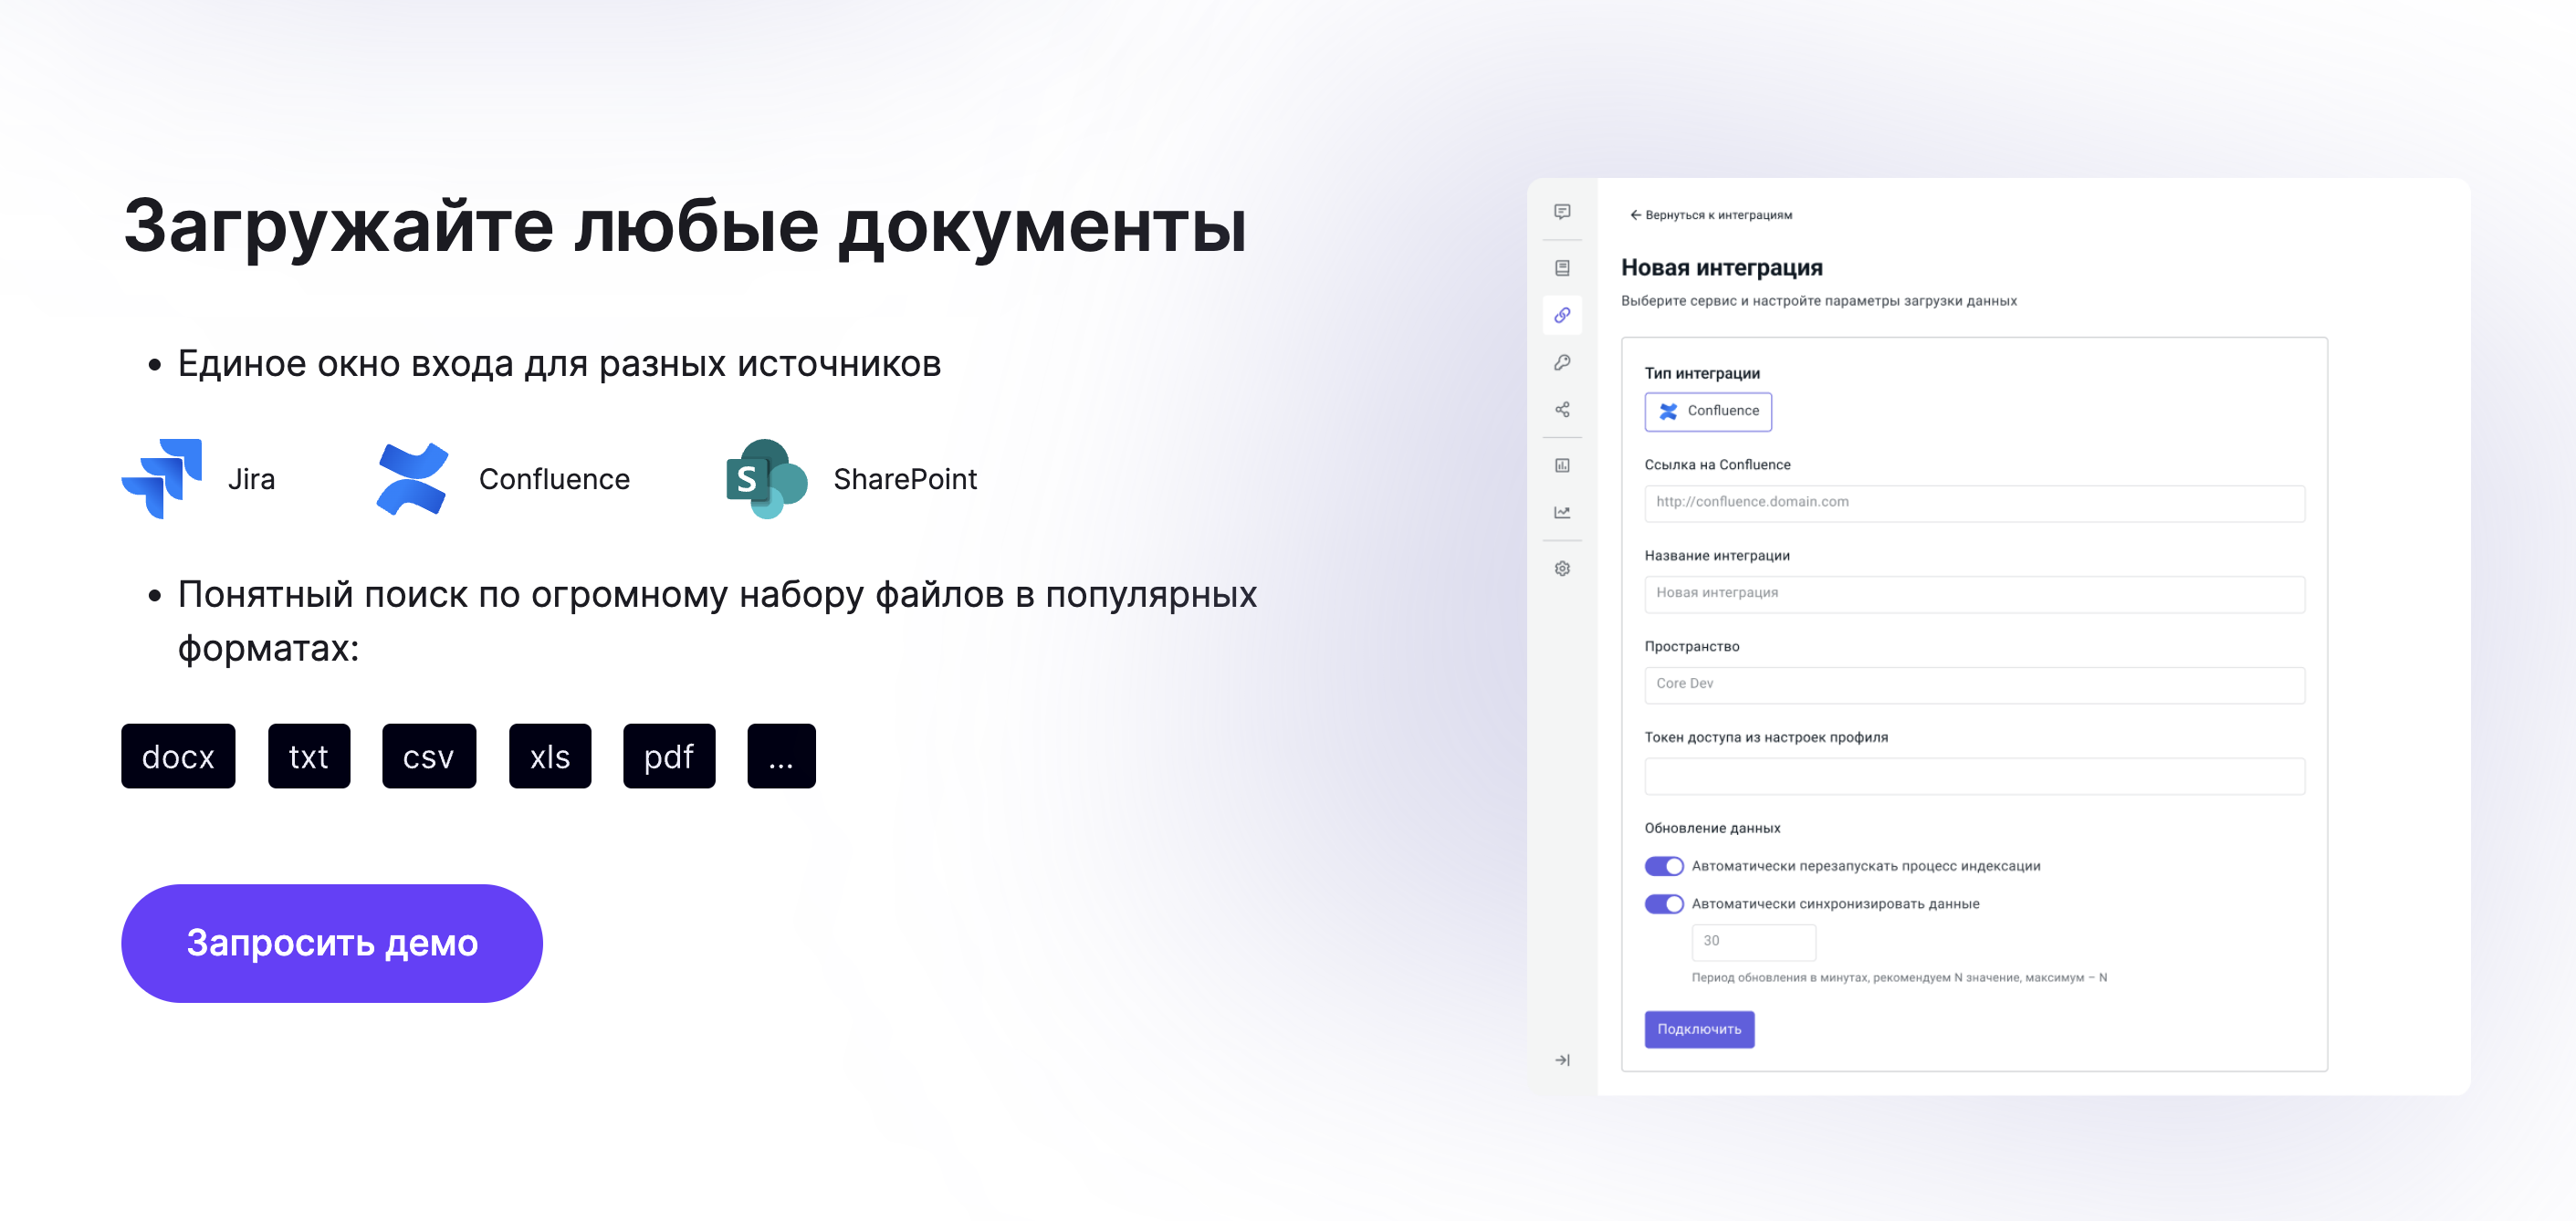 Загружайте любые документы
• Единое окно входа для разных источников
Jira
Confluence
S
SharePoint
• Понятный поиск по огромному набору файлов в популярных
форматах:
docx
txt
csv
xls
pdf
...
Запросить демо
← Вернуться к интеграциям
Новая интеграция
Выберите сервис и настройте параметры загрузки данных
Тип интеграции
Confluence
Ссылка на Confluence
http://confluence.domain.com
Название интеграции
Новая интеграция
Пространство
Core Dev
Токен доступа из настроек профиля
Обновление данных
Автоматически перезапускать процесс индексации
Автоматически синхронизировать данные
30
Период обновления в минутах, рекомендуем N значение, максимум – N
Подключить